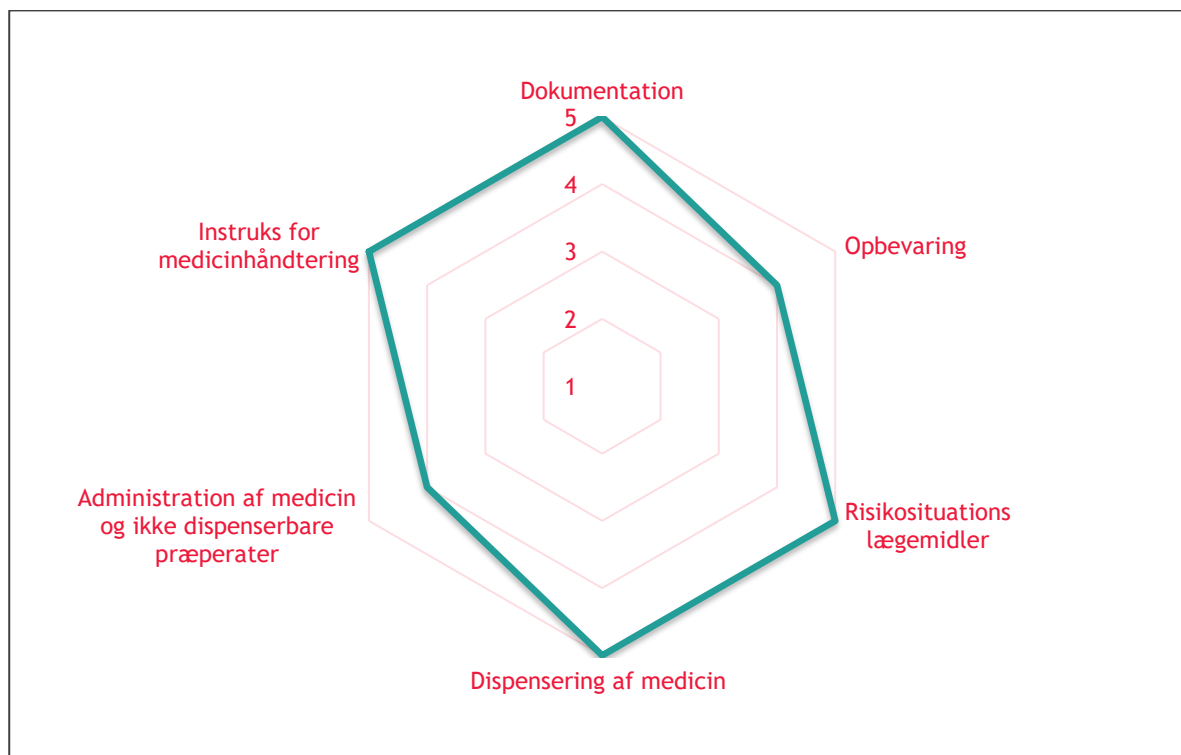 Dokumentation
5
4
3
2
1
Opbevaring
Risikosituations
lægemidler
Dispensering af medicin
Administration af medicin
og ikke dispenserbare
præperater
Instruks for
medicinhåndtering